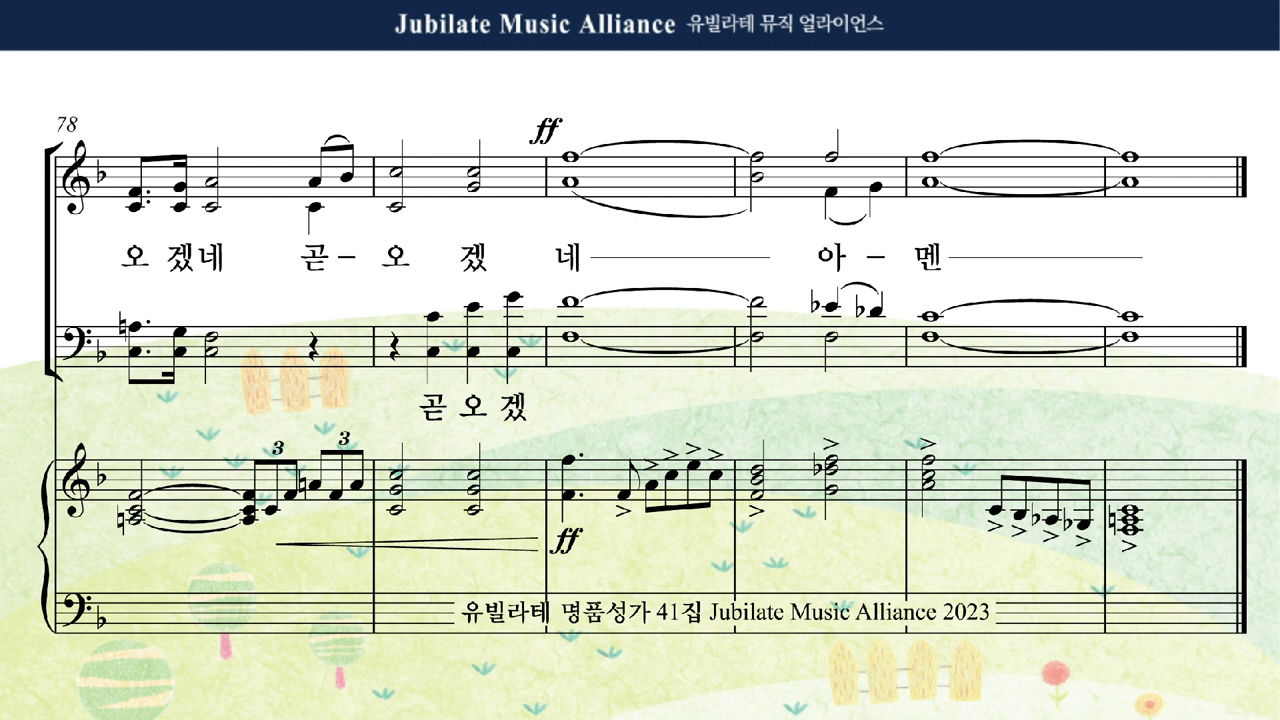 Jubilate Music Alliance 유빌라테 뮤직 얼라이언스
78
ff
오 겠네 곧 – 오 겠 네 아 – 멘
곧 오 겠
3 3
ff
유빌라테 명품성가 41집 Jubilate Music Alliance 2023